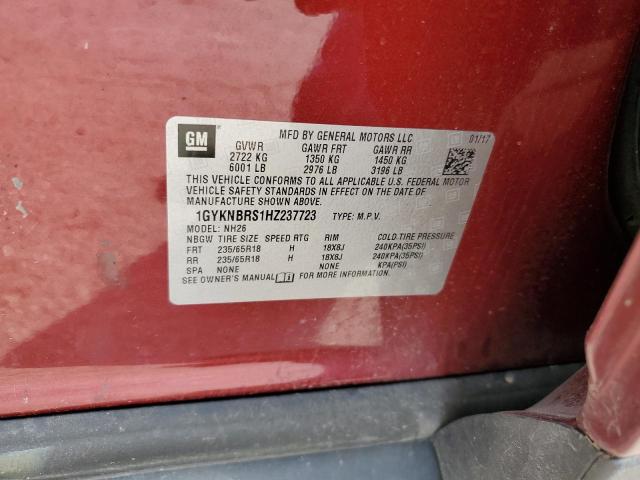 GM
MFD BY GENERAL MOTORS LLC 01/17
GVWR GAWR FRT GAWR RR
2722 KG 1350 KG 1450 KG
6001 LB 2976 LB 3196 LB
THIS VEHICLE CONFORMS TO ALL APPLICABLE U.S. FEDERAL MOTOR
VEHICLE SAFETY STANDARDS IN EFFECT ON THE DATE OF
MANUFACTURE SHOWN ABOVE.
1GYKNBRS1HZ237723 TYPE: M.P.V.
MODEL: NH26
NBGW TIRE SIZE SPEED RTG RIM COLD TIRE PRESSURE
FRT 235/65R18 H 18X8J 240KPA(35PSI)
RR 235/65R18 H 18X8J 240KPA(35PSI)
SPA NONE NONE KPA(PSI)
SEE OWNER'S MANUAL FOR MORE INFORMATION.